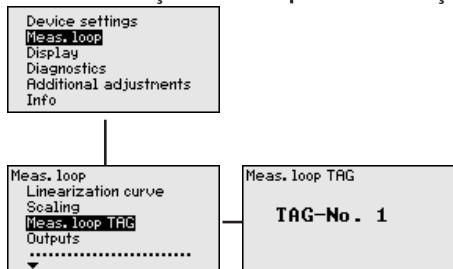 Device settings
Meas. loop
Display
Diagnostics
Additional adjustments
Info
Meas. loop
Linearization curve
Scaling
Meas. loop TAG
Outputs
Meas. loop TAG
TAG-No. 1